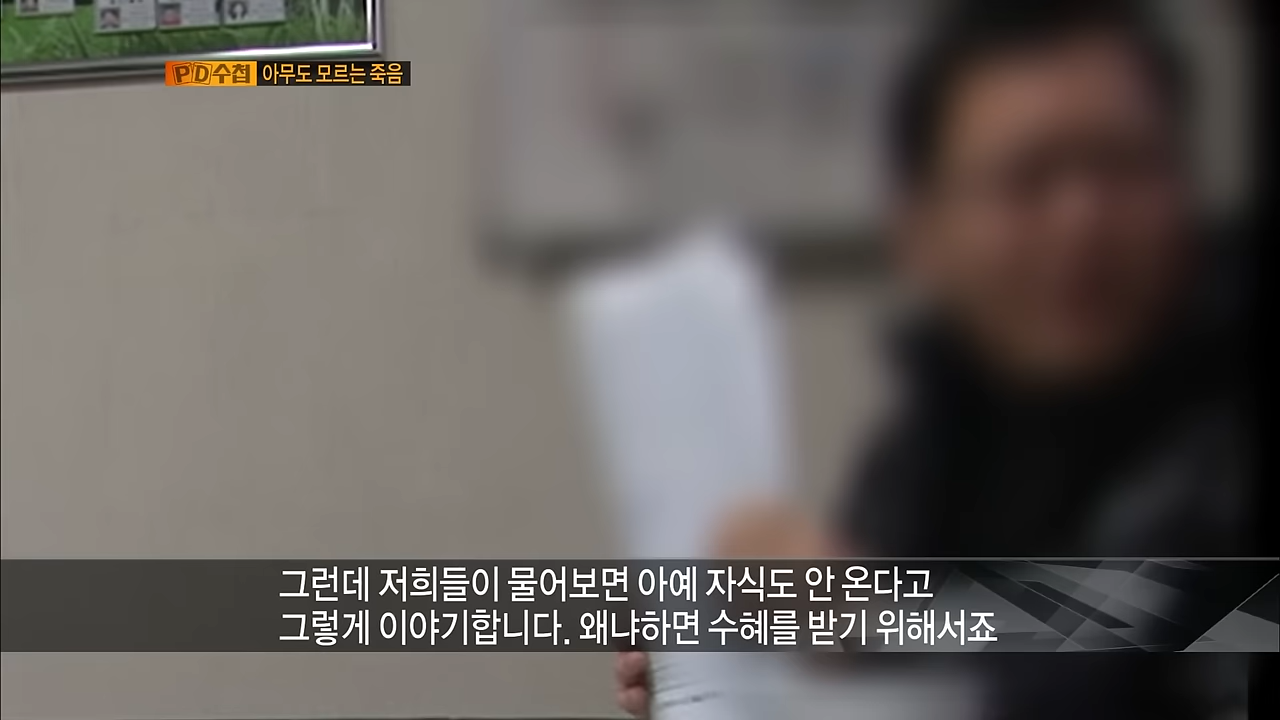 PD수첩 아무도 모르는 죽음
그런데 저희들이 물어보면 아예 자식도 안 온다고
그렇게 이야기합니다. 왜냐하면 수혜를 받기 위해서죠